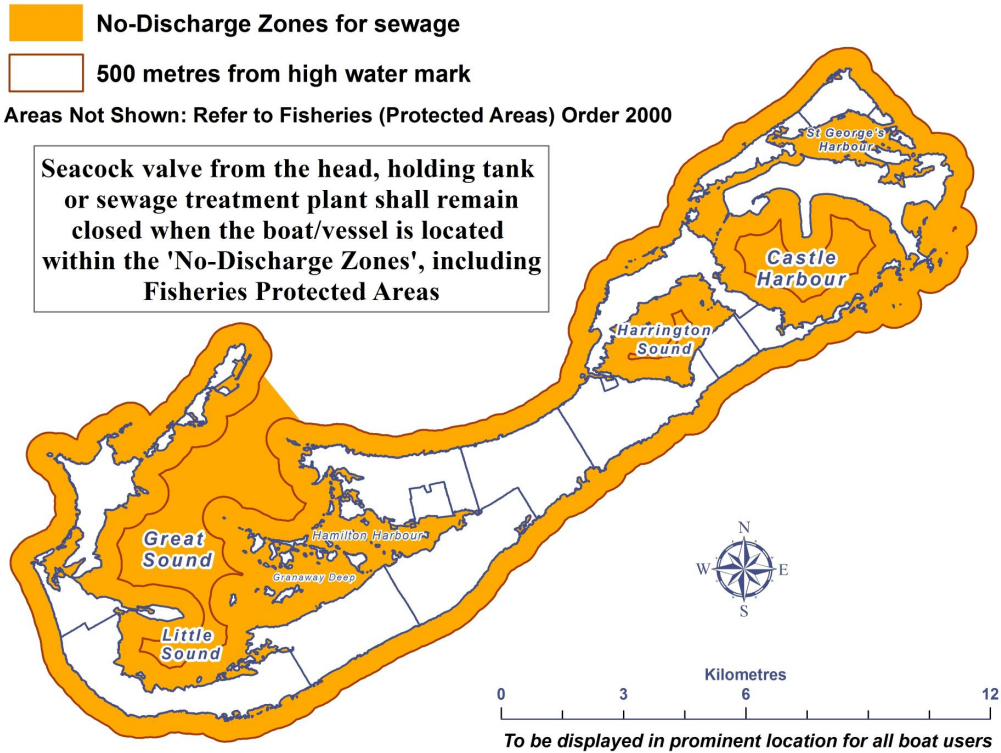 No-Discharge Zones for sewage
500 metres from high water mark
Areas Not Shown: Refer to Fisheries (Protected Areas) Order 2000
Seacock valve from the head, holding tank
or sewage treatment plant shall remain
closed when the boat/vessel is located
within the 'No-Discharge Zones', including
Fisheries Protected Areas
St George's
Harbour
Castle
Harbour
Harrington
Sound
Great
Sound
Hamilton Harbour
Granaway Deep
Little
Sound
N
W E
S
Kilometres
0 3 6 12
To be displayed in prominent location for all boat users